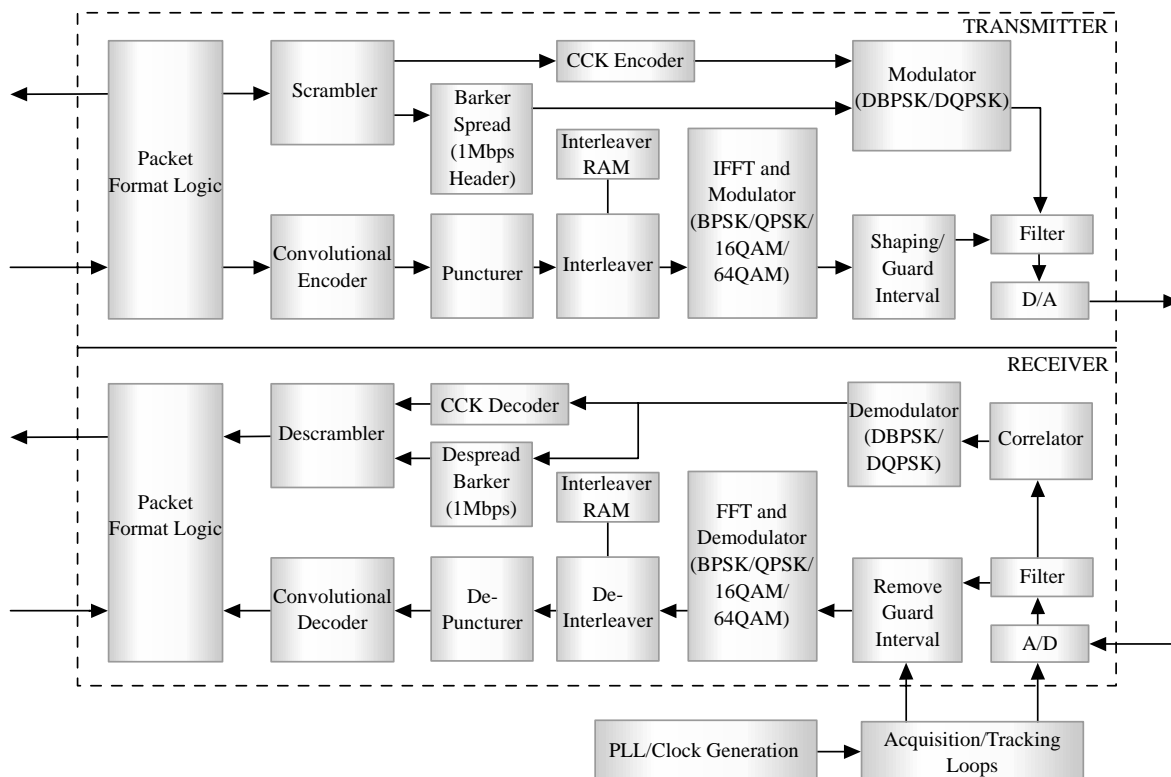 TRANSMITTER
Packet
Format Logic
Scrambler
CCK Encoder
Barker
Spread
(1Mbps
Header)
Modulator
(DBPSK/DQPSK)
Convolutional
Encoder
Puncturer
Interleaver
RAM
Interleaver
IFFT and
Modulator
(BPSK/QPSK/
16QAM/
64QAM)
Shaping/
Guard
Interval
Filter
D/A
RECEIVER
Packet
Format Logic
Descrambler
CCK Decoder
Despread
Barker
(1Mbps)
Demodulator
(DBPSK/
DQPSK)
Correlator
Convolutional
Decoder
De-
Puncturer
Interleaver
RAM
De-
Interleaver
FFT and
Demodulator
(BPSK/QPSK/
16QAM/
64QAM)
Remove
Guard
Interval
Filter
A/D
PLL/Clock Generation
Acquisition/Tracking
Loops